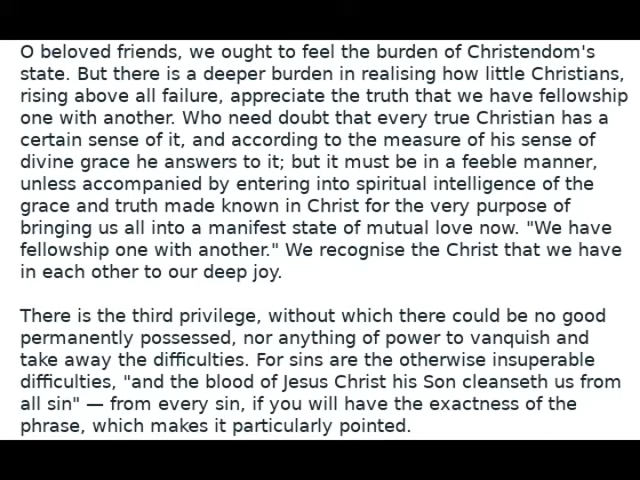 O beloved friends, we ought to feel the burden of Christendom's
state. But there is a deeper burden in realising how little Christians,
rising above all failure, appreciate the truth that we have fellowship
one with another. Who need doubt that every true Christian has a
certain sense of it, and according to the measure of his sense of
divine grace he answers to it; but it must be in a feeble manner,
unless accompanied by entering into spiritual intelligence of the
grace and truth made known in Christ for the very purpose of
bringing us all into a manifest state of mutual love now. "We have
fellowship one with another." We recognise the Christ that we have
in each other to our deep joy.

There is the third privilege, without which there could be no good
permanently possessed, nor anything of power to vanquish and
take away the difficulties. For sins are the otherwise insuperable
difficulties, "and the blood of Jesus Christ his Son cleanseth us from
all sin" — from every sin, if you will have the exactness of the
phrase, which makes it particularly pointed.